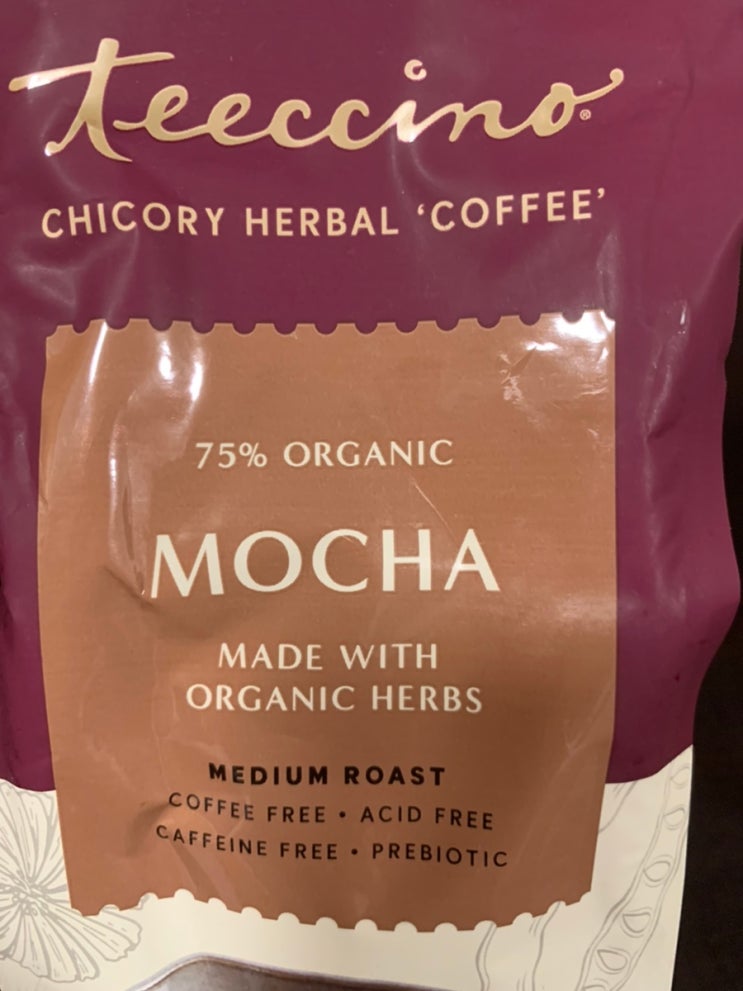 teeccino®
CHICORY HERBAL ‘COFFEE’
75% ORGANIC
MOCHA
MADE WITH
ORGANIC HERBS
MEDIUM ROAST
COFFEE FREE • ACID FREE
CAFFEINE FREE • PREBIOTIC